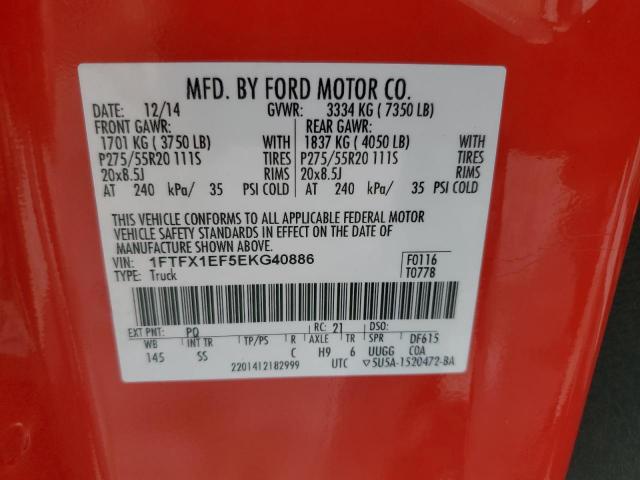 MFD. BY FORD MOTOR CO.
DATE: 12/14 GVWR: 3334 KG ( 7350 LB)
FRONT GAWR: REAR GAWR:
1701 KG ( 3750 LB) WITH 1837 KG ( 4050 LB) WITH
P275/55R20 111S TIRES P275/55R20 111S TIRES
20x8.5J RIMS 20x8.5J RIMS
AT 240 kPa/ 35 PSI COLD AT 240 kPa/ 35 PSI COLD
THIS VEHICLE CONFORMS TO ALL APPLICABLE FEDERAL MOTOR
VEHICLE SAFETY STANDARDS IN EFFECT ON THE DATE OF
MANUFACTURE SHOWN ABOVE.
VIN: 1FTFX1EF5EKG40886 F0116
TYPE: Truck T0778
EXT PNT: PQ RC: 21 DSO:
WB INT TR TP/PS R AXLE TR SPR DF615
145 SS C H9 6 UUGG COA
2201412182999 UTC ▽5U5A-1520472-BA